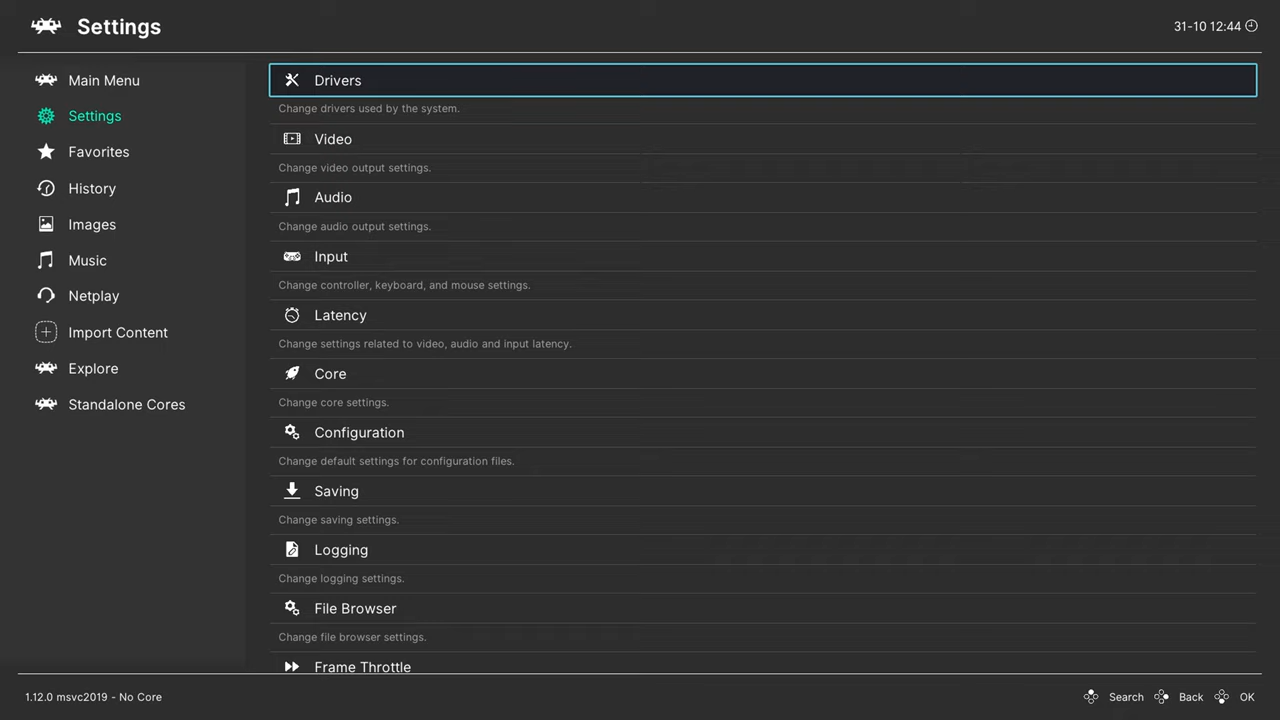 Settings
31-10 12:44
Main Menu
Settings
Favorites
History
Images
Music
Netplay
Import Content
Explore
Standalone Cores
Drivers
Change drivers used by the system.
Video
Change video output settings.
Audio
Change audio output settings.
Input
Change controller, keyboard, and mouse settings.
Latency
Change settings related to video, audio and input latency.
Core
Change core settings.
Configuration
Change default settings for configuration files.
Saving
Change saving settings.
Logging
Change logging settings.
File Browser
Change file browser settings.
Frame Throttle
1.12.0 msvc2019 - No Core
Search Back OK